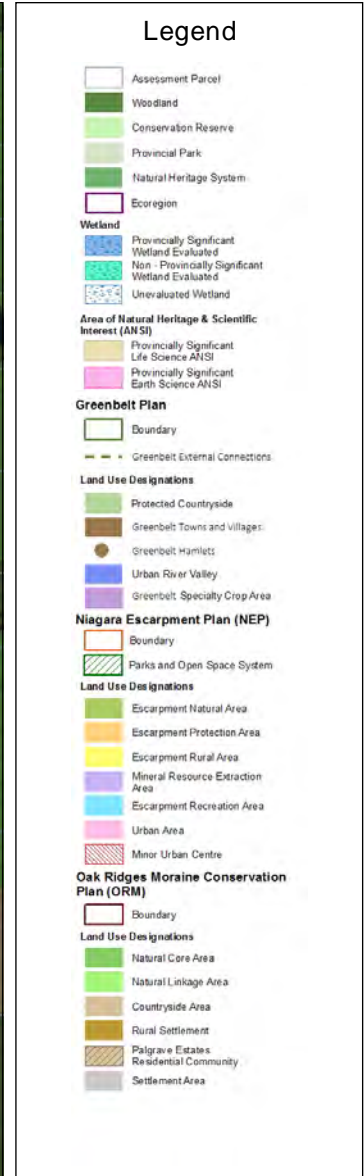 Legend
Assessment Parcel
Woodland
Conservation Reserve
Provincial Park
Natural Heritage System
Ecoregion
Wetland
Provincially Significant
Wetland Evaluated
Non - Provincially Significant
Wetland Evaluated
Unevaluated Wetland
Area of Natural Heritage & Scientific
Interest (ANSI)
Provincially Significant
Life Science ANSI
Provincially Significant
Earth Science ANSI
Greenbelt Plan
Boundary
Greenbelt External Connections
Land Use Designations
Protected Countryside
Greenbelt Towns and Villages
Greenbelt Hamlets
Urban River Valley
Greenbelt Specialty Crop Area
Niagara Escarpment Plan (NEP)
Boundary
Parks and Open Space System
Land Use Designations
Escarpment Natural Area
Escarpment Protection Area
Escarpment Rural Area
Mineral Resource Extraction
Area
Escarpment Recreation Area
Urban Area
Minor Urban Centre
Oak Ridges Moraine Conservation
Plan (ORM)
Boundary
Land Use Designations
Natural Core Area
Natural Linkage Area
Countryside Area
Rural Settlement
Palgrave Estates
Residential Community
Settlement Area